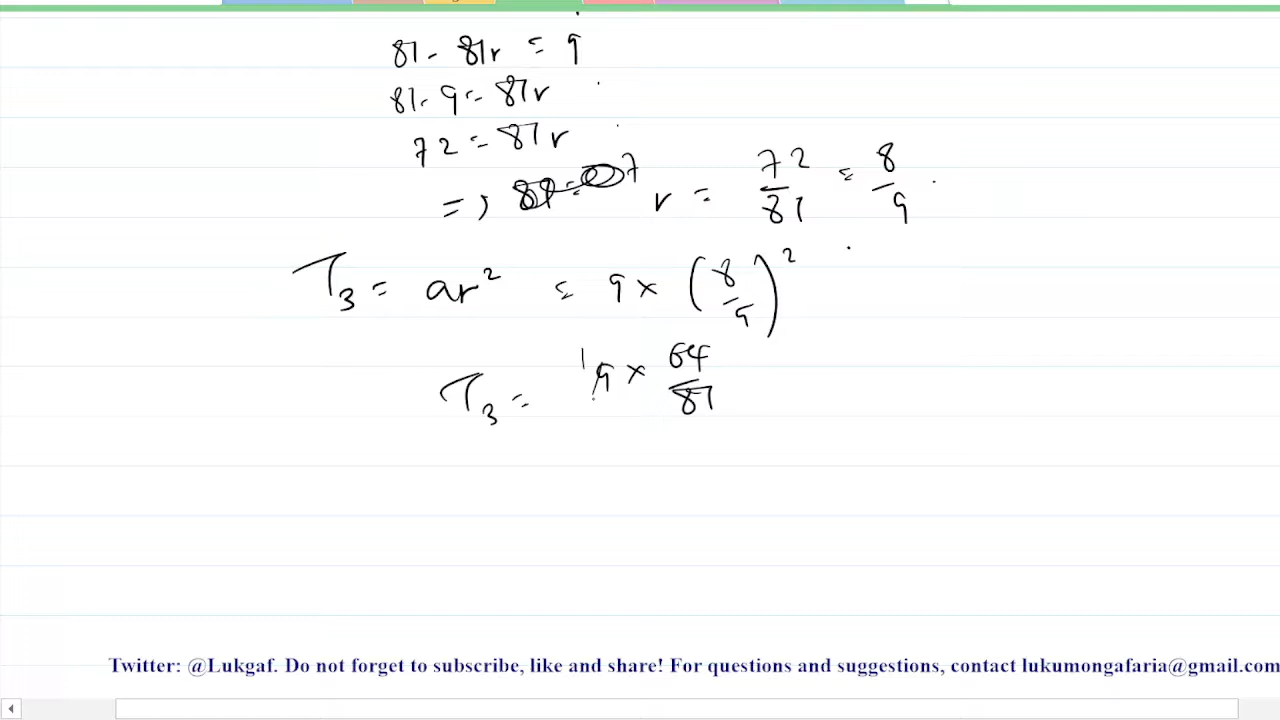 81 - 81r = 9
81 - 9 = 81r
72 = 81r
=> r = 72/81 = 8/9
T₃ = ar² = 9 × (8/9)²
T₃ = ¹9 × 64/81
Twitter: @Lukgaf. Do not forget to subscribe, like and share! For questions and suggestions, contact lukumongafaria@gmail.com